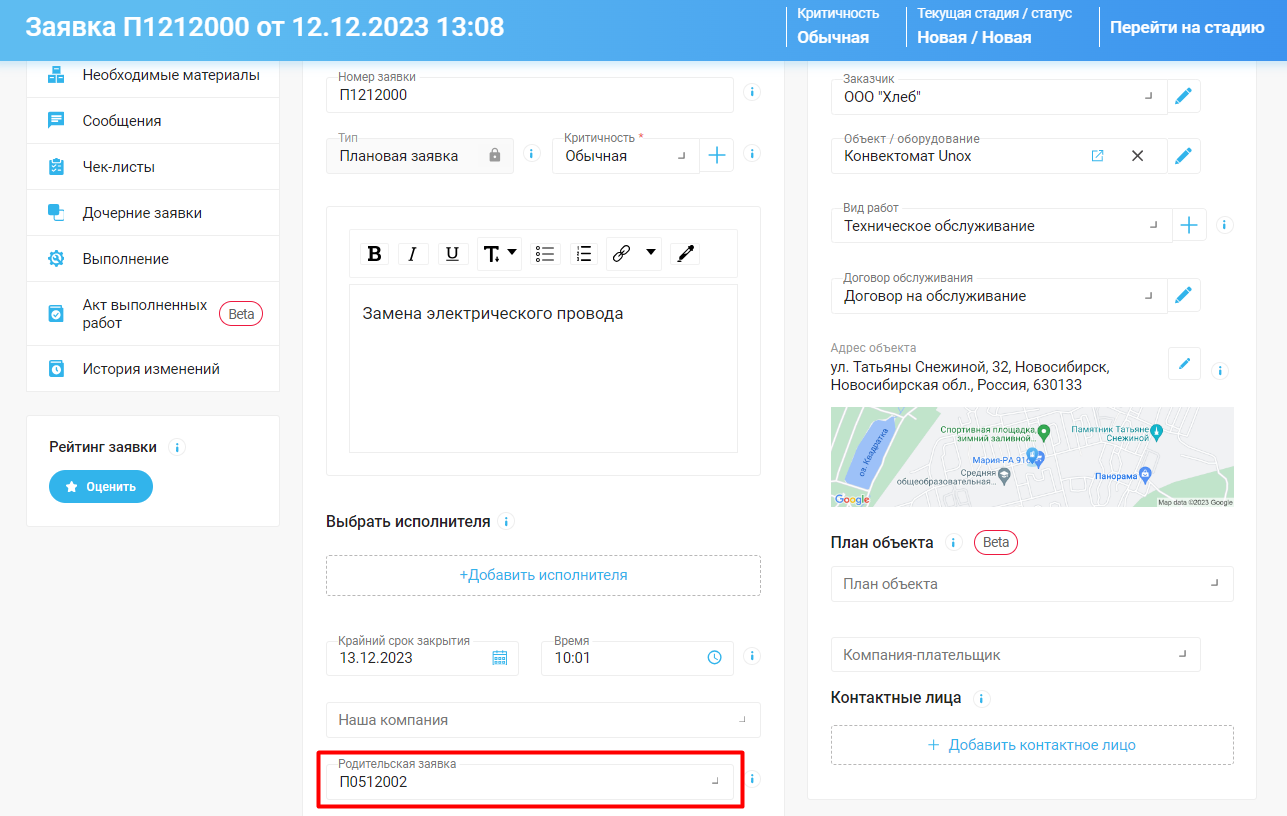 Заявка П1212000 от 12.12.2023 13:08
Критичность
Обычная
Текущая стадия / статус
Новая / Новая
Перейти на стадию
Необходимые материалы
Сообщения
Чек-листы
Дочерние заявки
Выполнение
Акт выполненных
работ
Beta
История изменений
Рейтинг заявки
Оценить
Номер заявки
П1212000
Тип
Плановая заявка
Критичность *
Обычная
B I U T
Замена электрического провода
Выбрать исполнителя
+Добавить исполнителя
Крайний срок закрытия
13.12.2023
Время
10:01
Наша компания
Родительская заявка
П0512002
Заказчик
ООО "Хлеб"
Объект / оборудование
Конвектомат Unox
Вид работ
Техническое обслуживание
Договор обслуживания
Договор на обслуживание
Адрес объекта
ул. Татьяны Снежиной, 32, Новосибирск,
Новосибирская обл., Россия, 630133
оз. Квадратка
Спортивная площадка,
зимний заливной...
Памятник Татьяне
Снежиной
Мария-РА 916
Средняя
общеобразовательная...
Панорама
Google
Map data ©2023 Google
План объекта
Beta
План объекта
Компания-плательщик
Контактные лица
+ Добавить контактное лицо